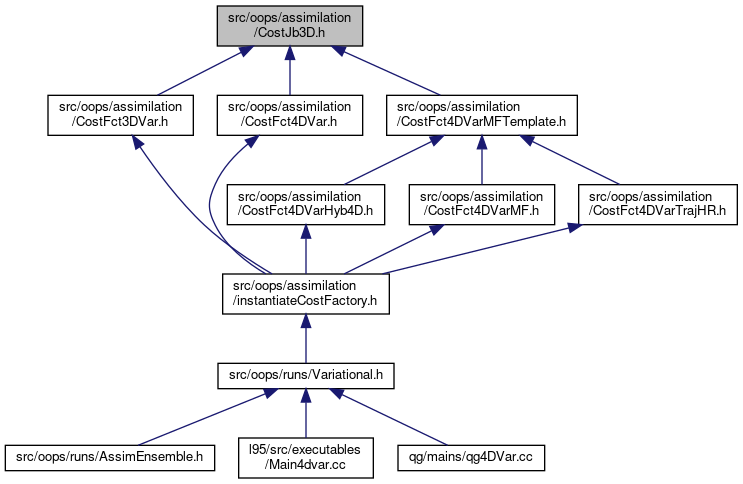 src/oops/assimilation
/CostJb3D.h
src/oops/assimilation
/CostFct3DVar.h
src/oops/assimilation
/CostFct4DVar.h
src/oops/assimilation
/CostFct4DVarMFTemplate.h
src/oops/assimilation
/CostFct4DVarHyb4D.h
src/oops/assimilation
/CostFct4DVarMF.h
src/oops/assimilation
/CostFct4DVarTrajHR.h
src/oops/assimilation
/instantiateCostFactory.h
src/oops/runs/Variational.h
src/oops/runs/AssimEnsemble.h
l95/src/executables
/Main4dvar.cc
qg/mains/qg4DVar.cc